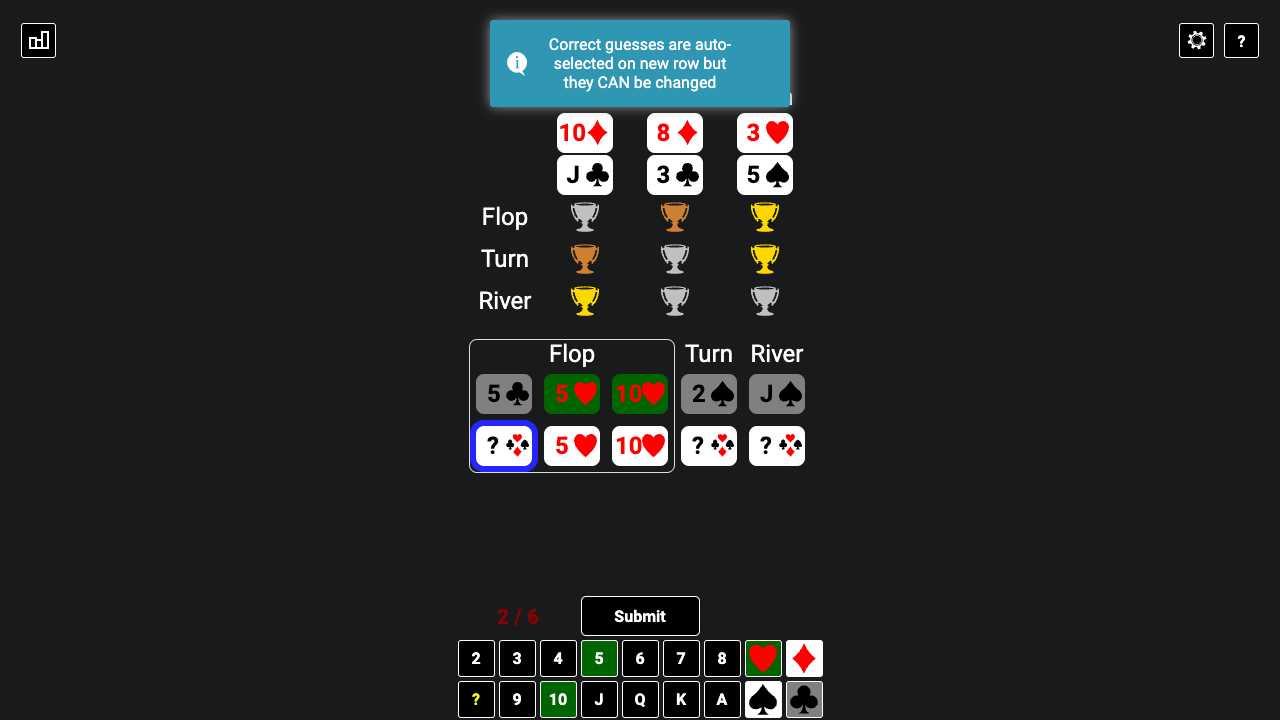 Correct guesses are auto-
selected on new row but
they CAN be changed
?
10 8 3
J 3 5
Flop
Turn
River
Flop Turn River
5 5 10 2 J
? 5 10 ? ?
2 / 6 Submit
2 3 4 5 6 7 8
? 9 10 J Q K A